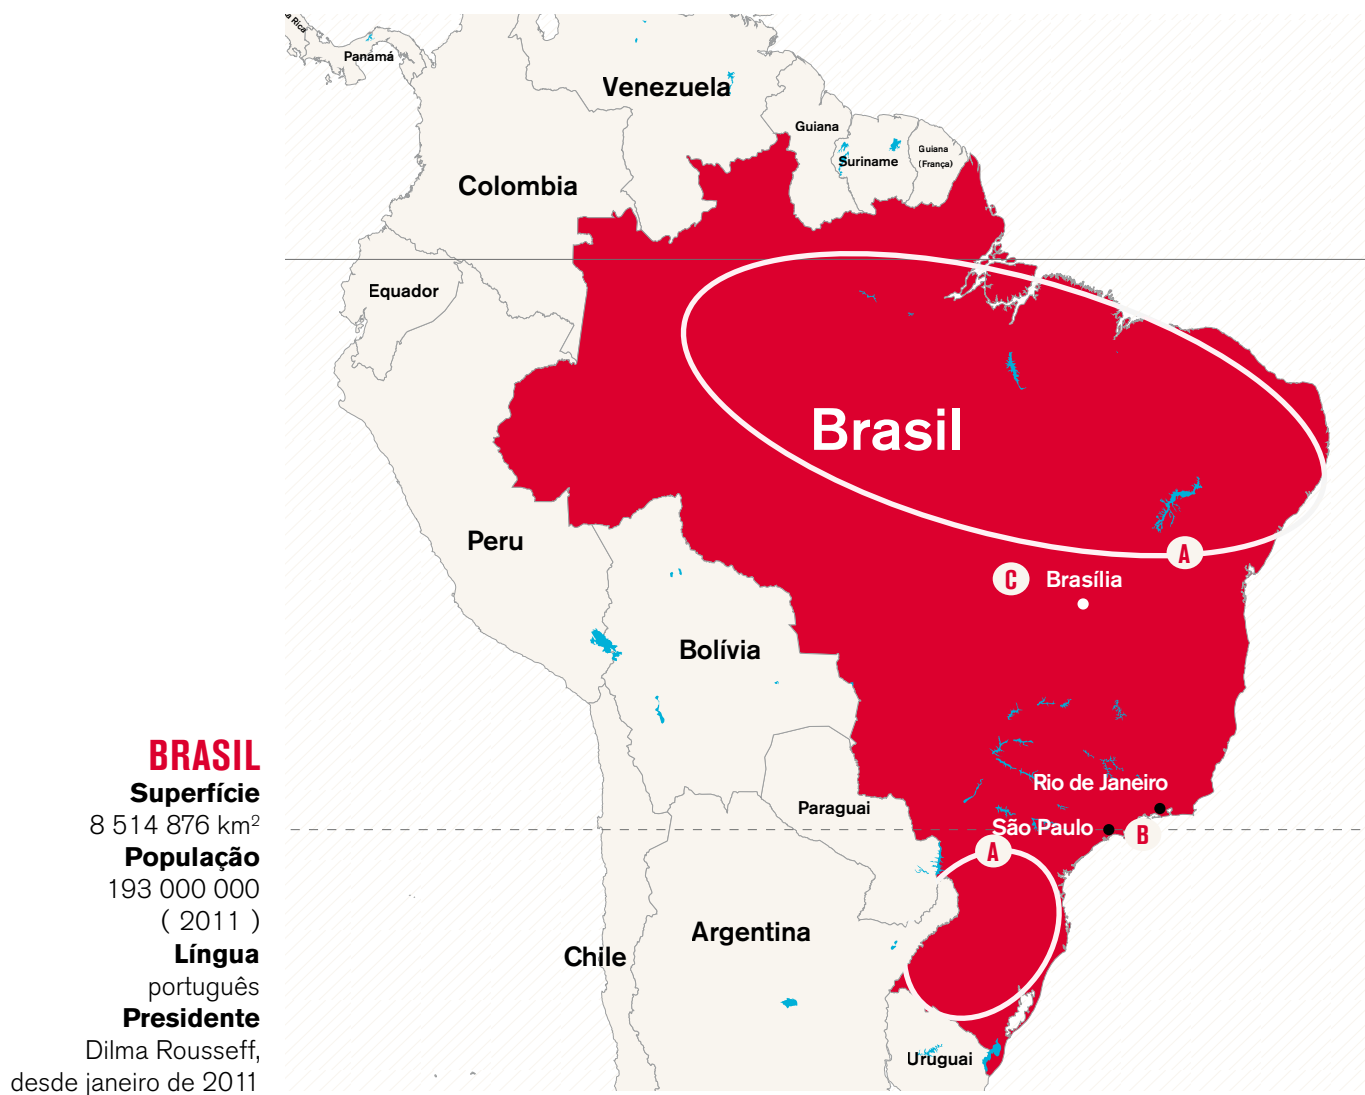 a Rica
Panamá
Venezuela
Guiana
Suriname
Guiana
(França)
Colombia
Equador
Brasil
Peru
A
C
Brasília
Bolívia
BRASIL
Superfície
8 514 876 km²
População
193 000 000
( 2011 )
Língua
português
Presidente
Dilma Rousseff,
desde janeiro de 2011
Rio de Janeiro
Paraguai
São Paulo
B
A
Argentina
Chile
Uruguai